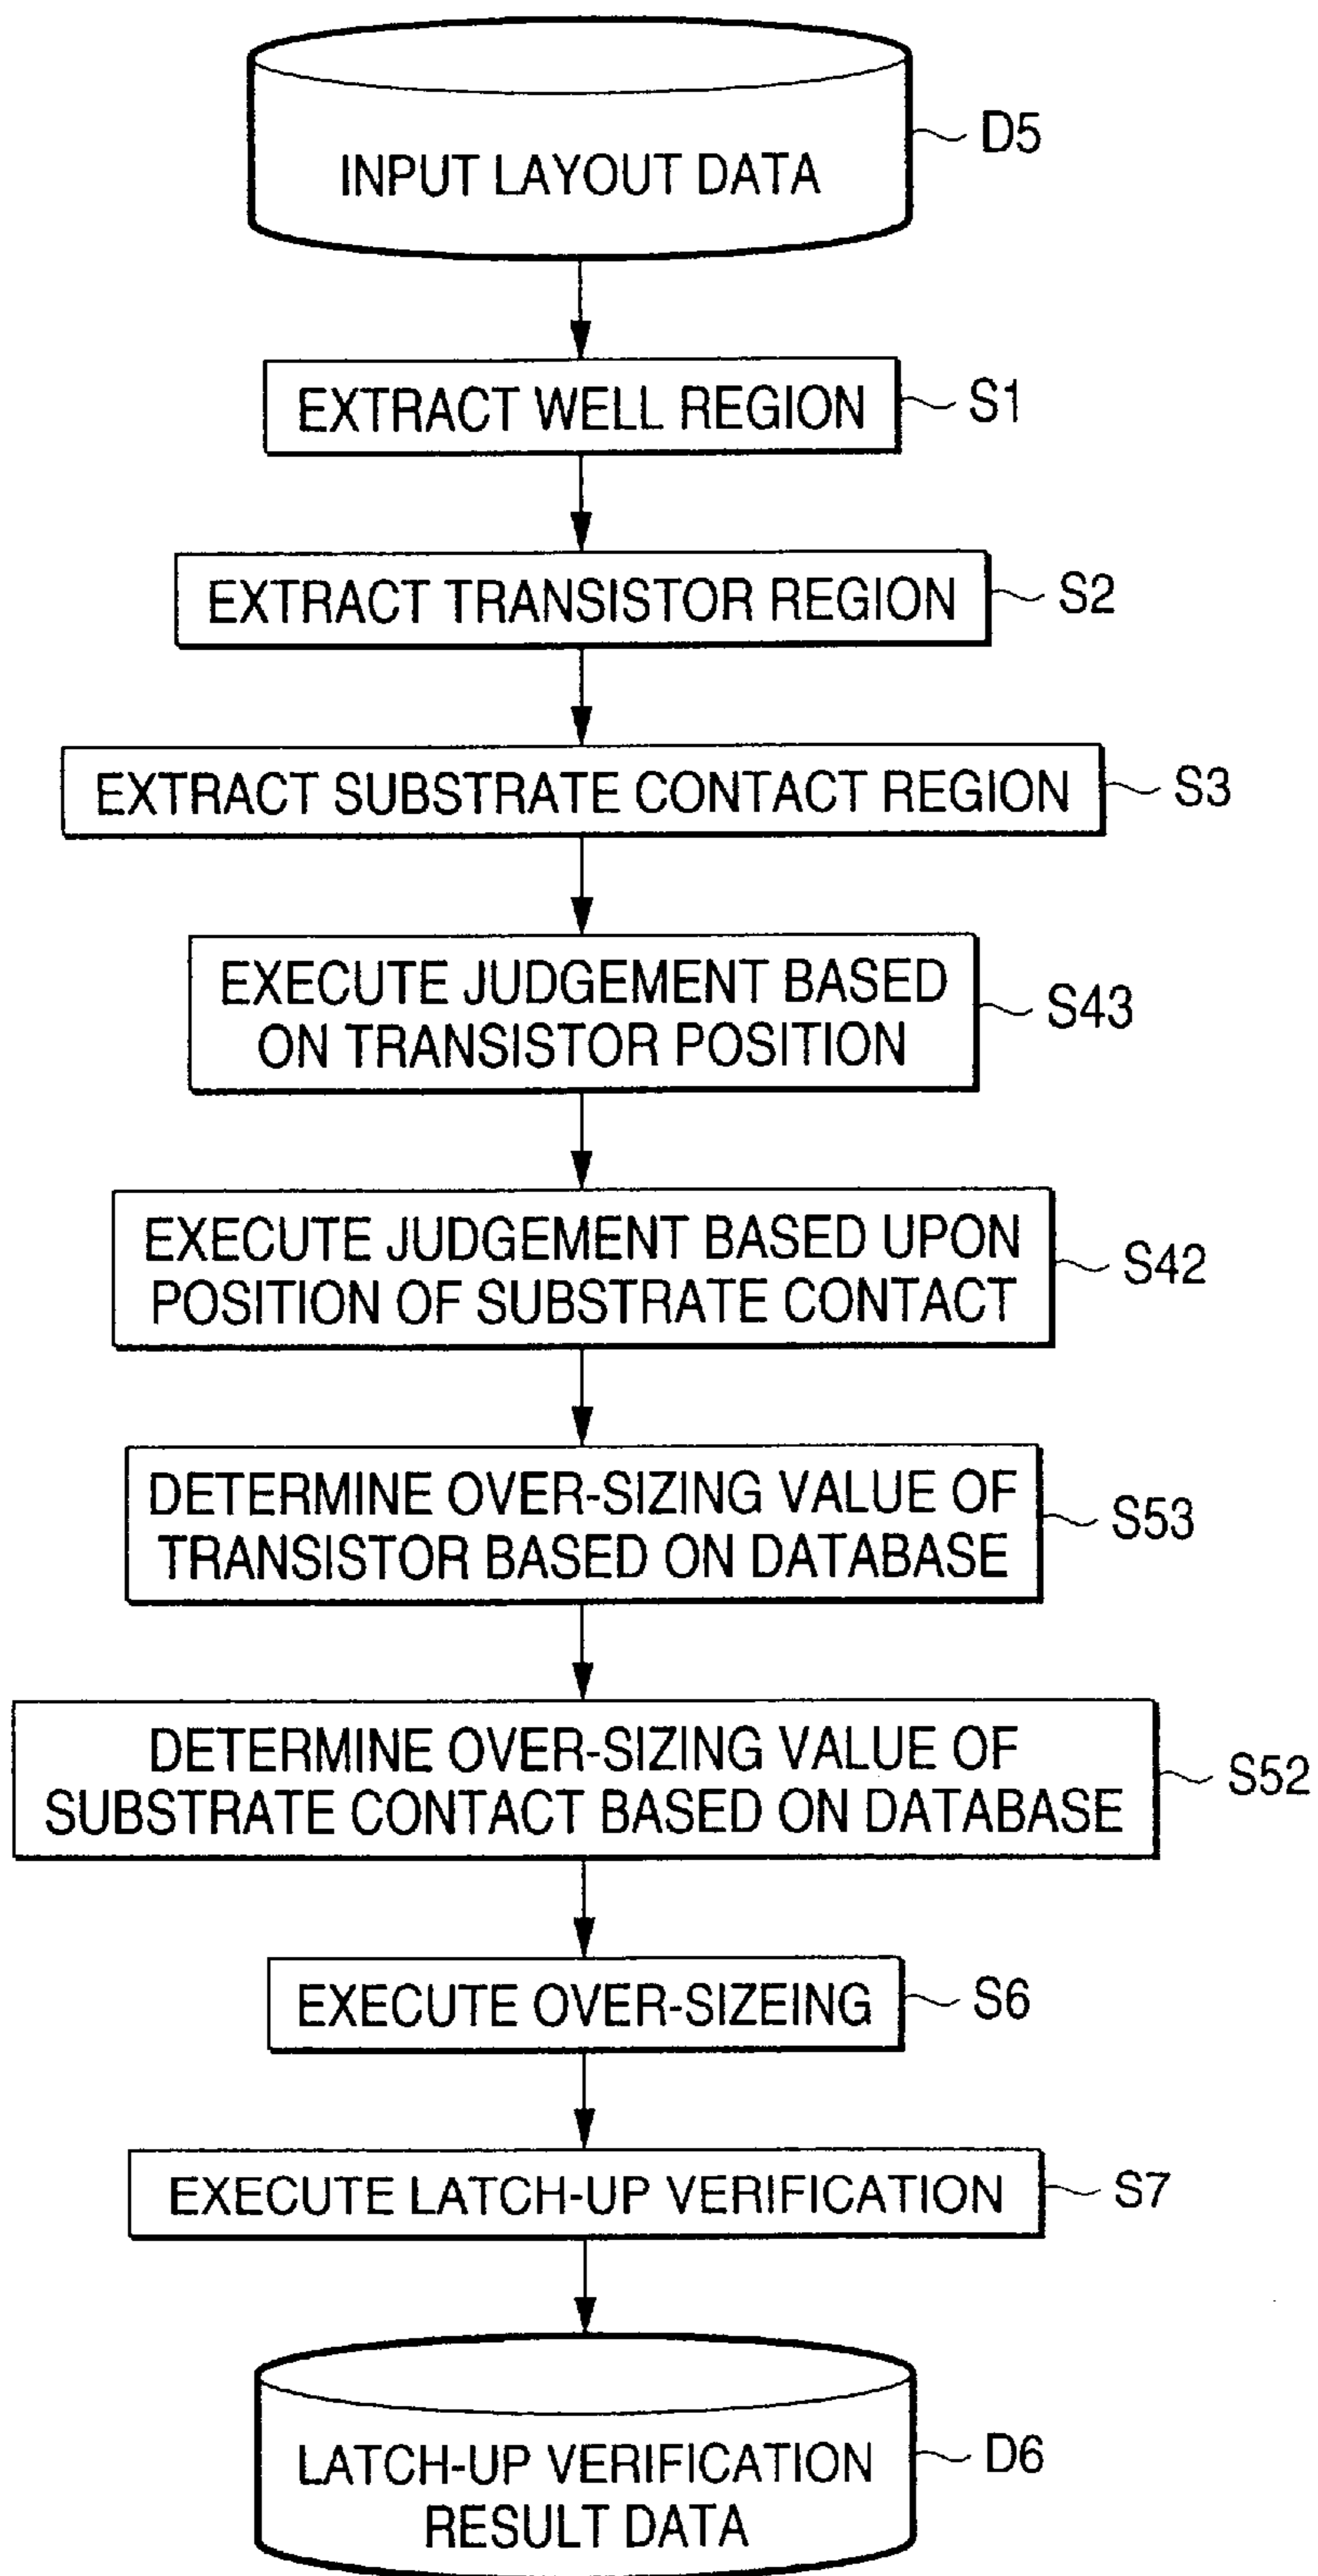 INPUT LAYOUT DATA
D5
EXTRACT WELL REGION
S1
EXTRACT TRANSISTOR REGION
S2
EXTRACT SUBSTRATE CONTACT REGION
S3
EXECUTE JUDGEMENT BASED
ON TRANSISTOR POSITION
S43
EXECUTE JUDGEMENT BASED UPON
POSITION OF SUBSTRATE CONTACT
S42
DETERMINE OVER-SIZING VALUE OF
TRANSISTOR BASED ON DATABASE
S53
DETERMINE OVER-SIZING VALUE OF
SUBSTRATE CONTACT BASED ON DATABASE
S52
EXECUTE OVER-SIZEING
S6
EXECUTE LATCH-UP VERIFICATION
S7
LATCH-UP VERIFICATION
RESULT DATA
D6